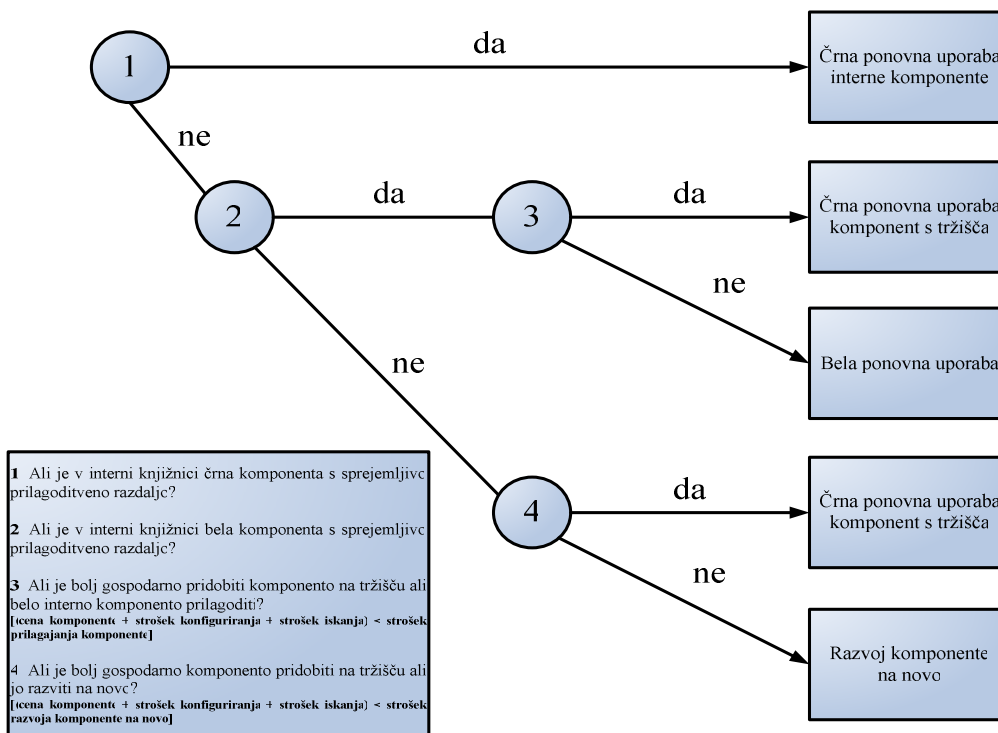 1
da
Črna ponovna uporaba
interne komponente
ne
2
da
3
da
Črna ponovna uporaba
komponent s tržišča
ne
Bela ponovna uporaba
ne
4
da
Črna ponovna uporaba
komponent s tržišča
ne
Razvoj komponente
na novo
1 Ali je v interni knjižnici črna komponenta s sprejemljivo
prilagoditveno razdaljo?
2 Ali je v interni knjižnici bela komponenta s sprejemljivo
prilagoditveno razdaljo?
3 Ali je bolj gospodarno pridobiti komponento na tržišču ali
belo interno komponento prilagoditi?
[(cena komponente + strošek konfiguriranja + strošek iskanja) < strošek
prilagajanja komponente]
4 Ali je bolj gospodarno komponento pridobiti na tržišču ali
jo razviti na novo?
[(cena komponente + strošek konfiguriranja + strošek iskanja) < strošek
razvoja komponente na novo]